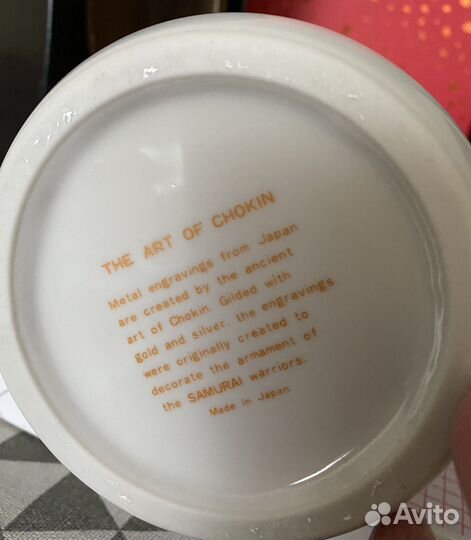 THE ART OF CHOKIN
Metal engravings from Japan
are created by the ancient
art of Chokin. Gilded with
gold and silver. the engravings
were originally created to
decorate the armament of
the SAMURAI warriors.
Made in Japan
Avito